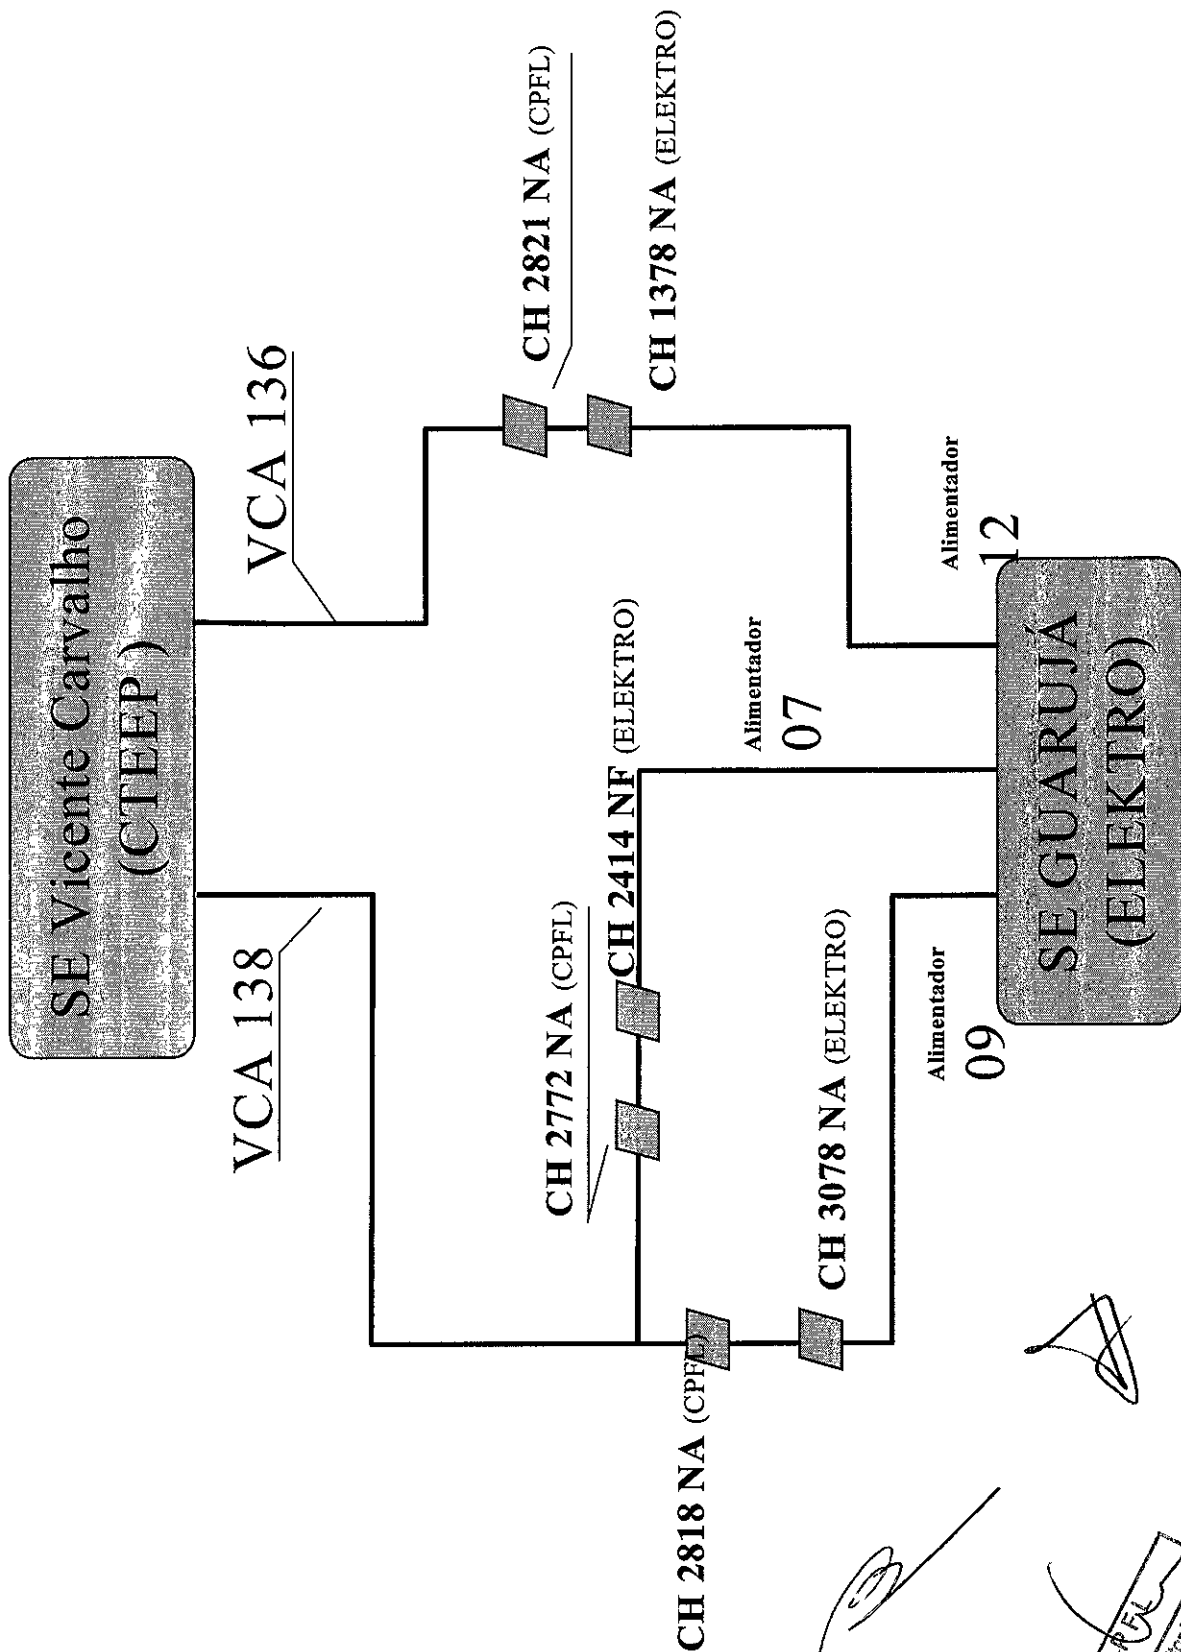 SE Vicente Carvalho
(CTEEP )
VCA 138
VCA 136
CH 2821 NA (CPFL)
CH 1378 NA (ELEKTRO)
CH 2772 NA (CPFL)
CH 2414 NF (ELEKTRO)
CH 2818 NA (CPFL)
CH 3078 NA (ELEKTRO)
Alimentador
07
Alimentador
09
Alimentador
12
SE GUARUJÁ
(ELEKTRO)